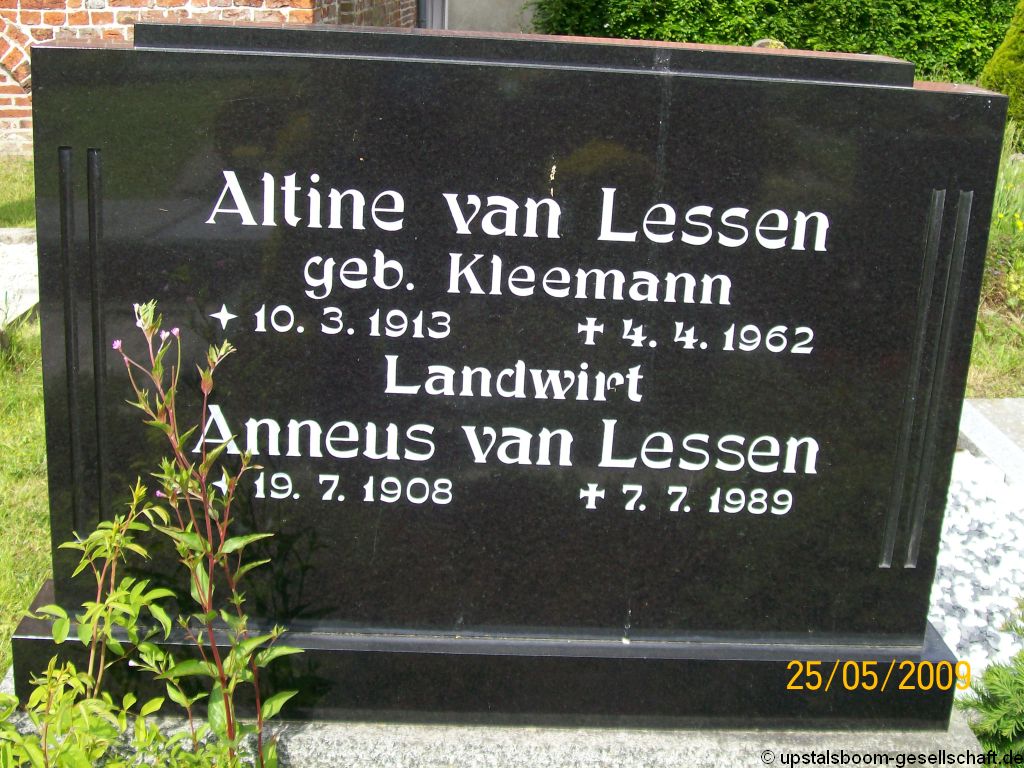 Altine van Lessen
geb. Kleemann
✦ 10. 3. 1913 ✝ 4. 4. 1962
Landwirt
Anneus van Lessen
✦ 19. 7. 1908 ✝ 7. 7. 1989
25/05/2009
© upstalsboom-gesellschaft.de